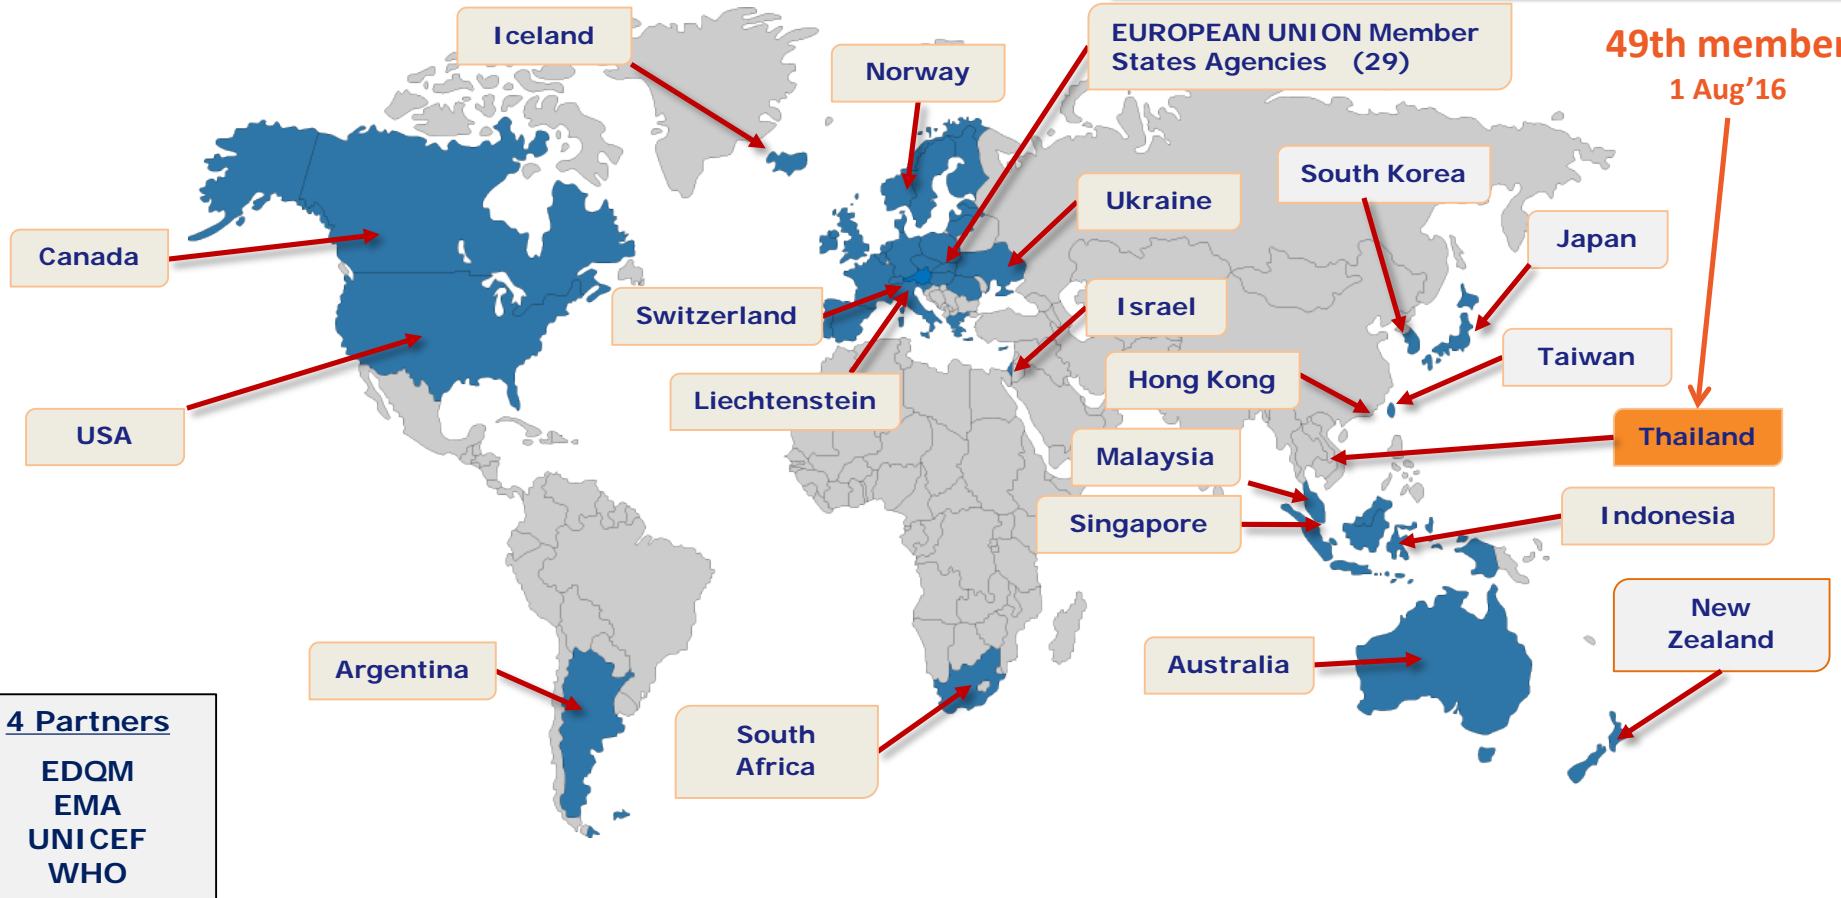 Iceland
Norway
EUROPEAN UNION Member
States Agencies (29)
49th member
1 Aug’16
South Korea
Ukraine
Japan
Canada
Switzerland
Israel
Taiwan
Hong Kong
Liechtenstein
USA
Thailand
Malaysia
Singapore
Indonesia
New
Zealand
Argentina
Australia
South
Africa
4 Partners
EDQM
EMA
UNICEF
WHO